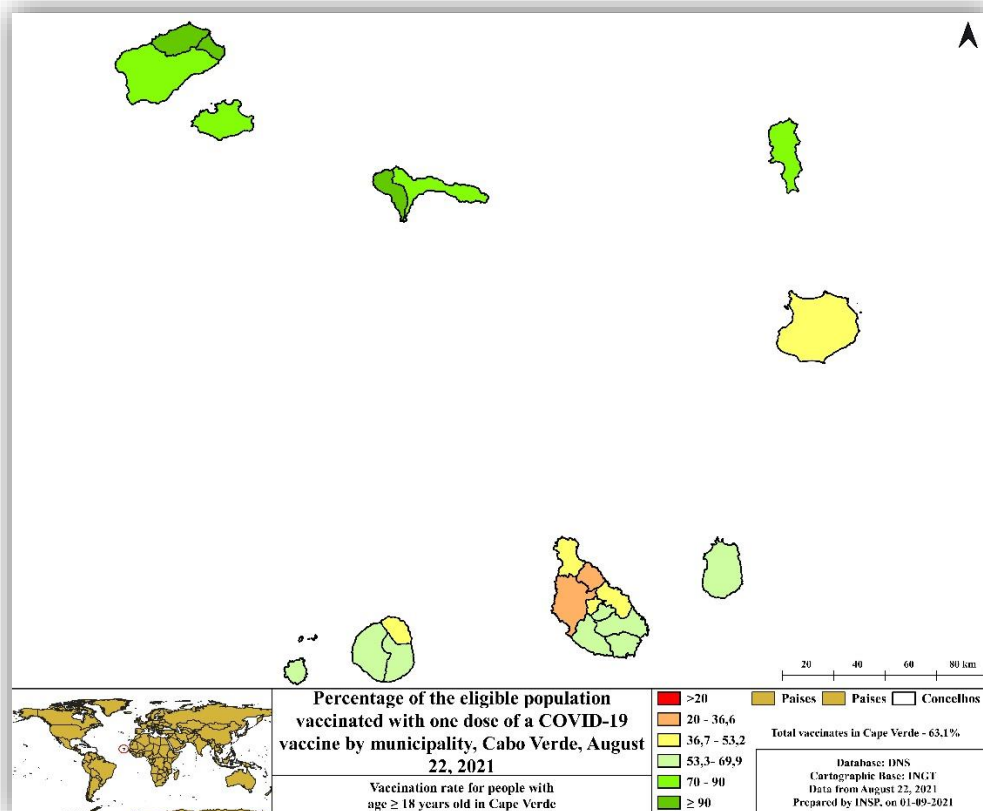 20 40 60 80 km
Percentage of the eligible population
vaccinated with one dose of a COVID-19
vaccine by municipality, Cabo Verde, August
22, 2021
Vaccination rate for people with
age ≥ 18 years old in Cape Verde
>20
20 - 36,6
36,7 - 53,2
53,3- 69,9
70 - 90
≥ 90
Paises Paises Concellhos
Total vaccinates in Cape Verde - 63.1%
Database: DNS
Cartographic Base: INGT
Data from August 22, 2021
Prepared by INSP, on 01-09-2021